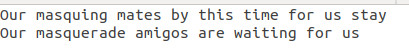 Our masquing mates by this time for us stay
Our masquerade amigos are waiting for us